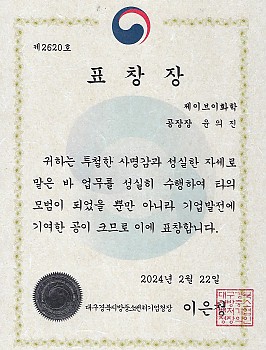 제2620호
표 창 장
제이브이화학
공장장 윤 의 진
귀하는 투철한 사명감과 성실한 자세로
맡은 바 업무를 성실히 수행하여 타의
모범이 되었을 뿐만 아니라 기업발전에
기여한 공이 크므로 이에 표창합니다.
2024년 2월 22일
대구경북지방중소벤처기업청장 이은청